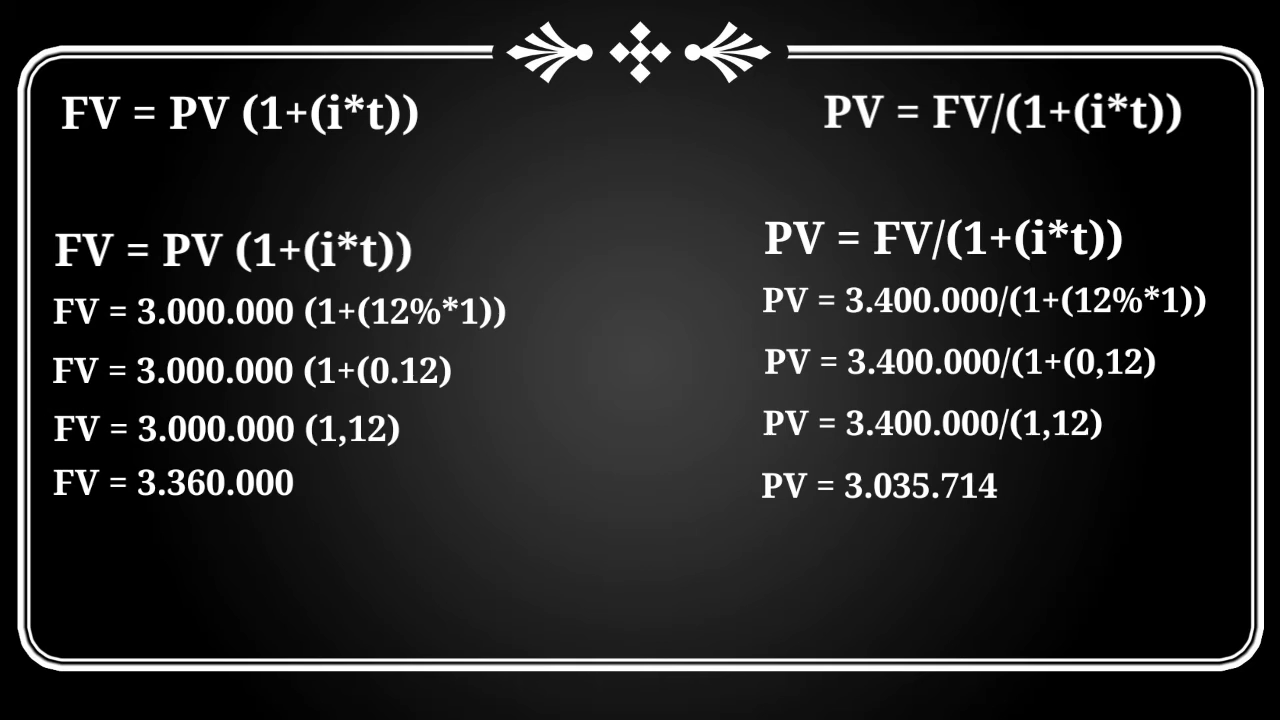 FV = PV (1+(i*t))
PV = FV/(1+(i*t))
FV = PV (1+(i*t))
FV = 3.000.000 (1+(12%*1))
FV = 3.000.000 (1+(0.12)
FV = 3.000.000 (1,12)
FV = 3.360.000
PV = FV/(1+(i*t))
PV = 3.400.000/(1+(12%*1))
PV = 3.400.000/(1+(0,12)
PV = 3.400.000/(1,12)
PV = 3.035.714